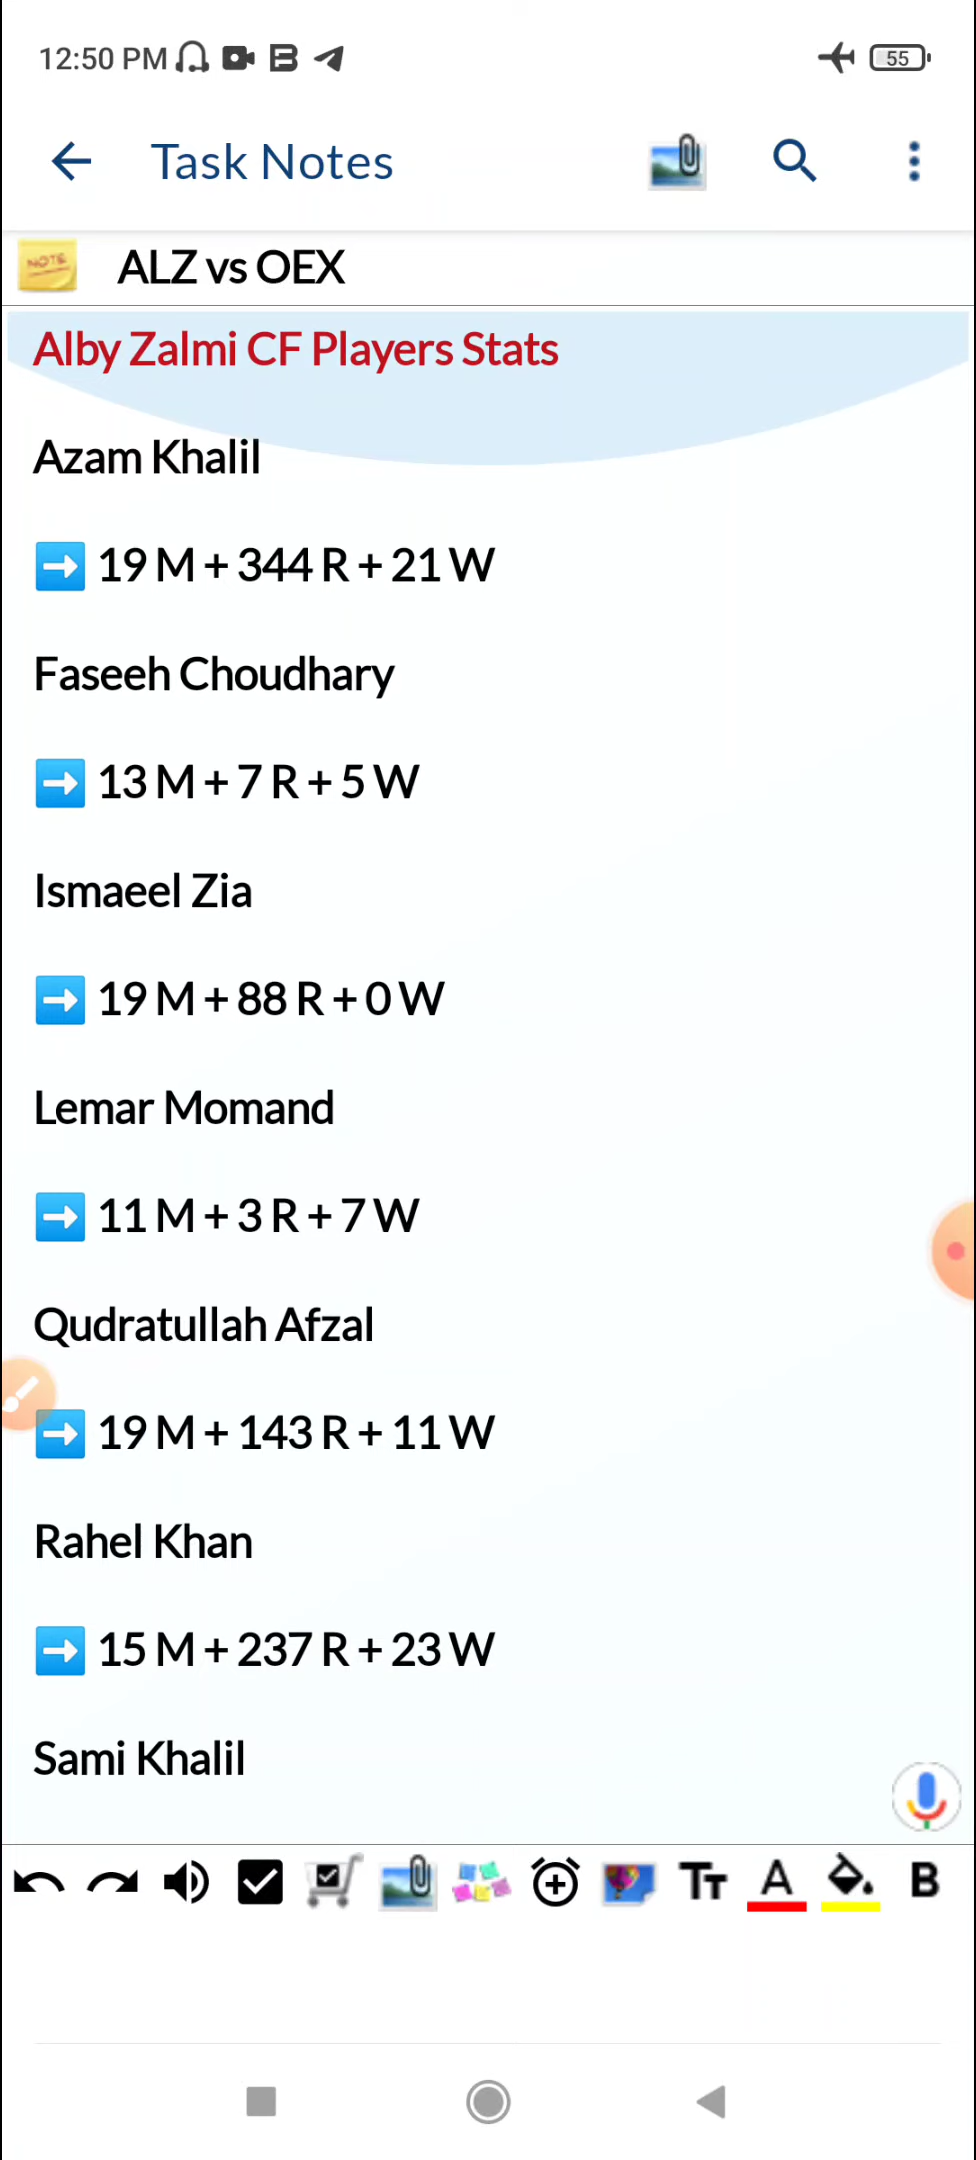 12:50 PM
55
Task Notes
NOTE
ALZ vs OEX
Alby Zalmi CF Players Stats
Azam Khalil
➡ 19 M + 344 R + 21 W
Faseeh Choudhary
➡ 13 M + 7 R + 5 W
Ismaeel Zia
➡ 19 M + 88 R + 0 W
Lemar Momand
➡ 11 M + 3 R + 7 W
Qudratullah Afzal
➡ 19 M + 143 R + 11 W
Rahel Khan
➡ 15 M + 237 R + 23 W
Sami Khalil
TT A B